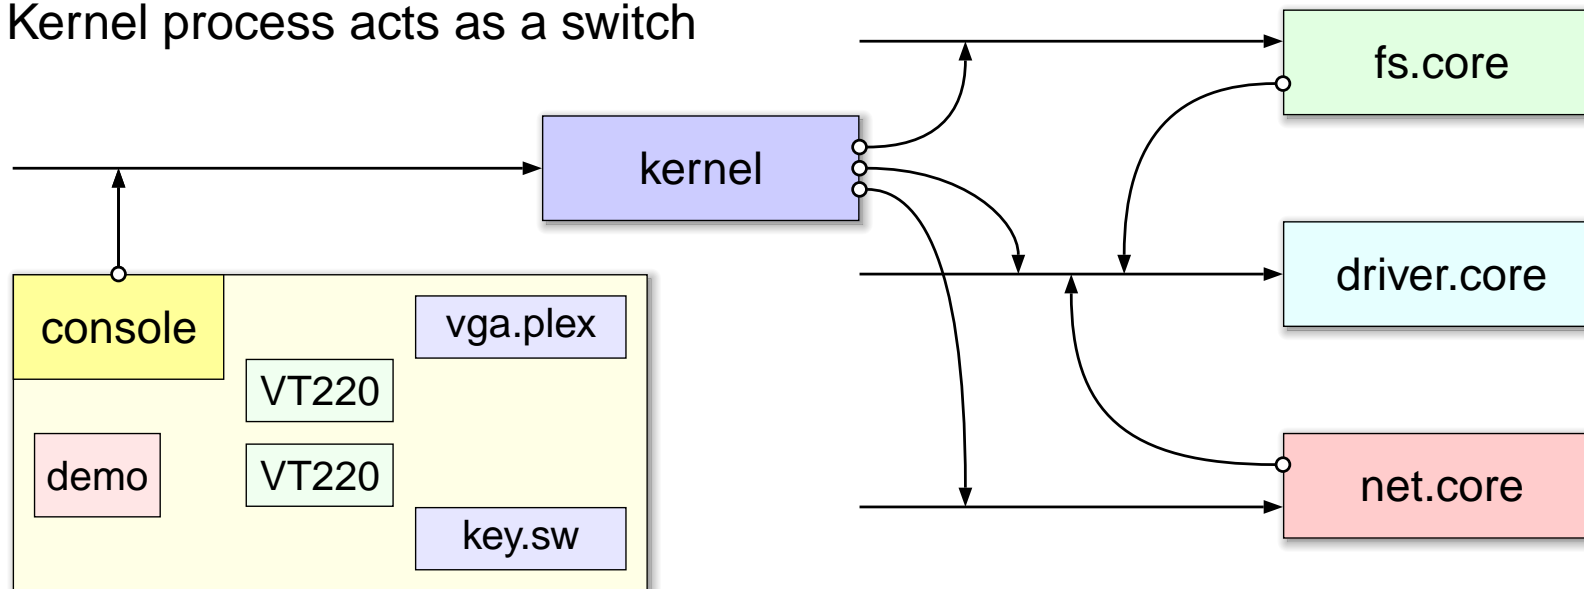 Kernel process acts as a switch
fs.core
kernel
driver.core
console
vga.plex
VT220
demo
VT220
net.core
key.sw